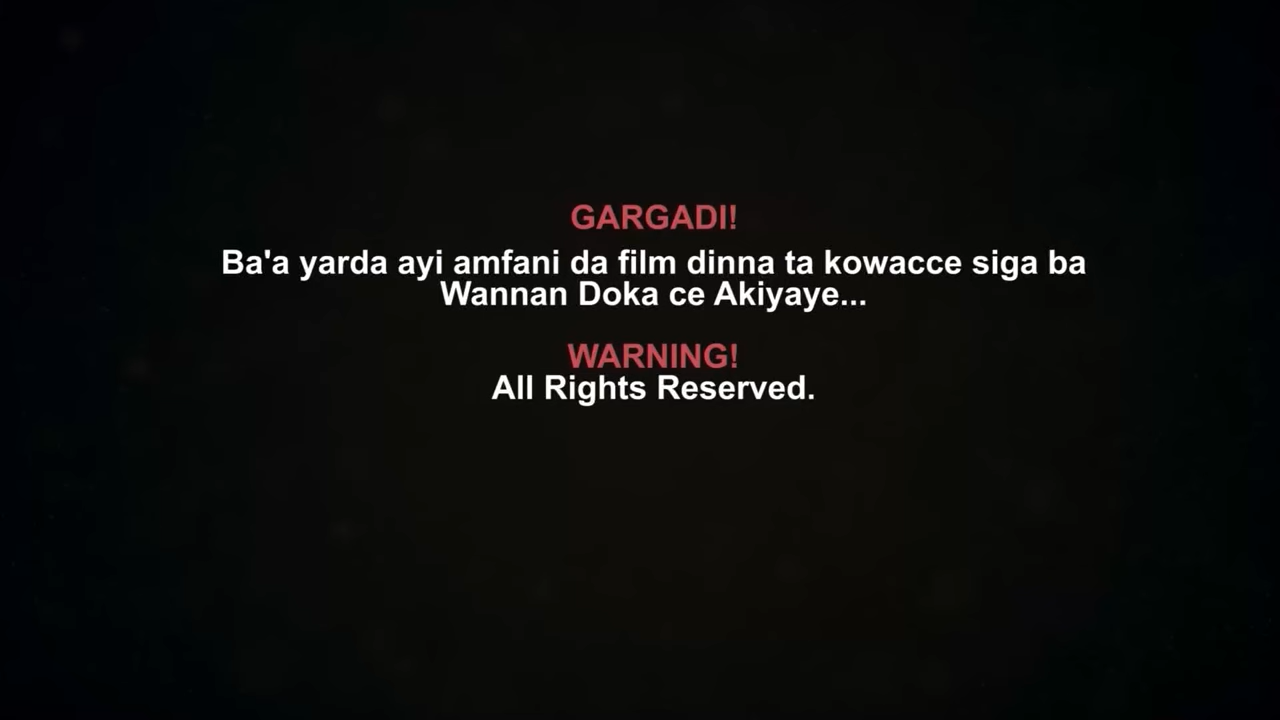 GARGADI!
Ba'a yarda ayi amfani da film dinna ta kowacce siga ba
Wannan Doka ce Akiyaye...
WARNING!
All Rights Reserved.